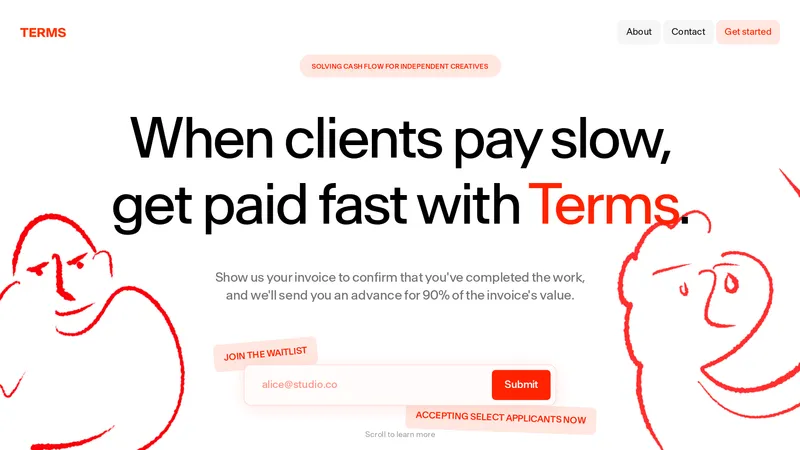 TERMS
About
Contact
Get started
SOLVING CASH FLOW FOR INDEPENDENT CREATIVES
When clients pay slow,
get paid fast with Terms.
Show us your invoice to confirm that you've completed the work,
and we'll send you an advance for 90% of the invoice's value.
JOIN THE WAITLIST
alice@studio.co
Submit
ACCEPTING SELECT APPLICANTS NOW
Scroll to learn more